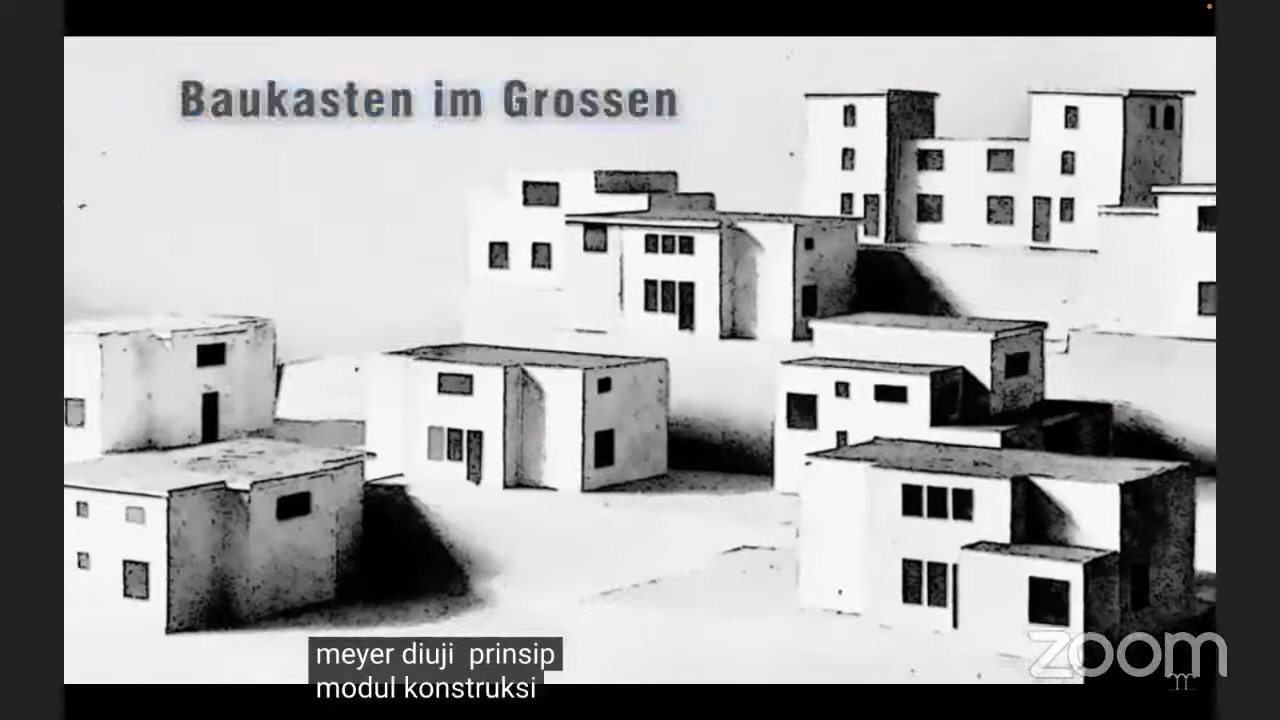 Baukasten im Grossen
meyer diuji prinsip
modul konstruksi
zoom